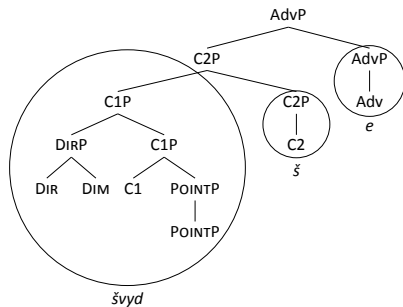 AdvP
C2P AdvP
C1P C2P Adv
e
DIRP C1P C2
š
DIR DIM C1 POINTP
POINTP
švyd